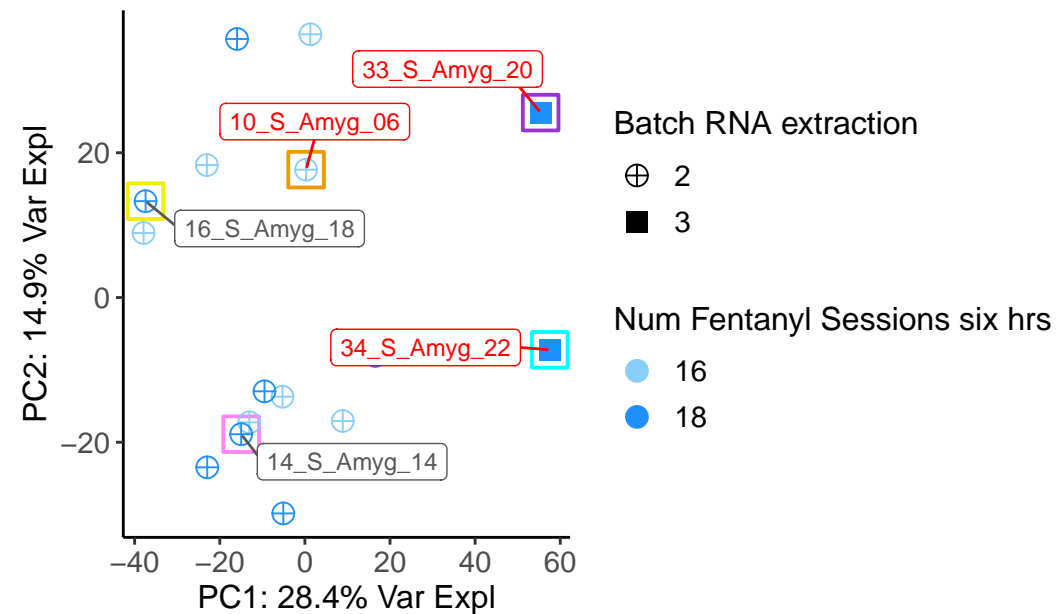 33_S_Amyg_20
10_S_Amyg_06
16_S_Amyg_18
34_S_Amyg_22
14_S_Amyg_14
20
0
−20
−40
−20
0
20
40
60
PC1: 28.4% Var Expl
PC2: 14.9% Var Expl
Batch RNA extraction
2
3
Num Fentanyl Sessions six hrs
16
18